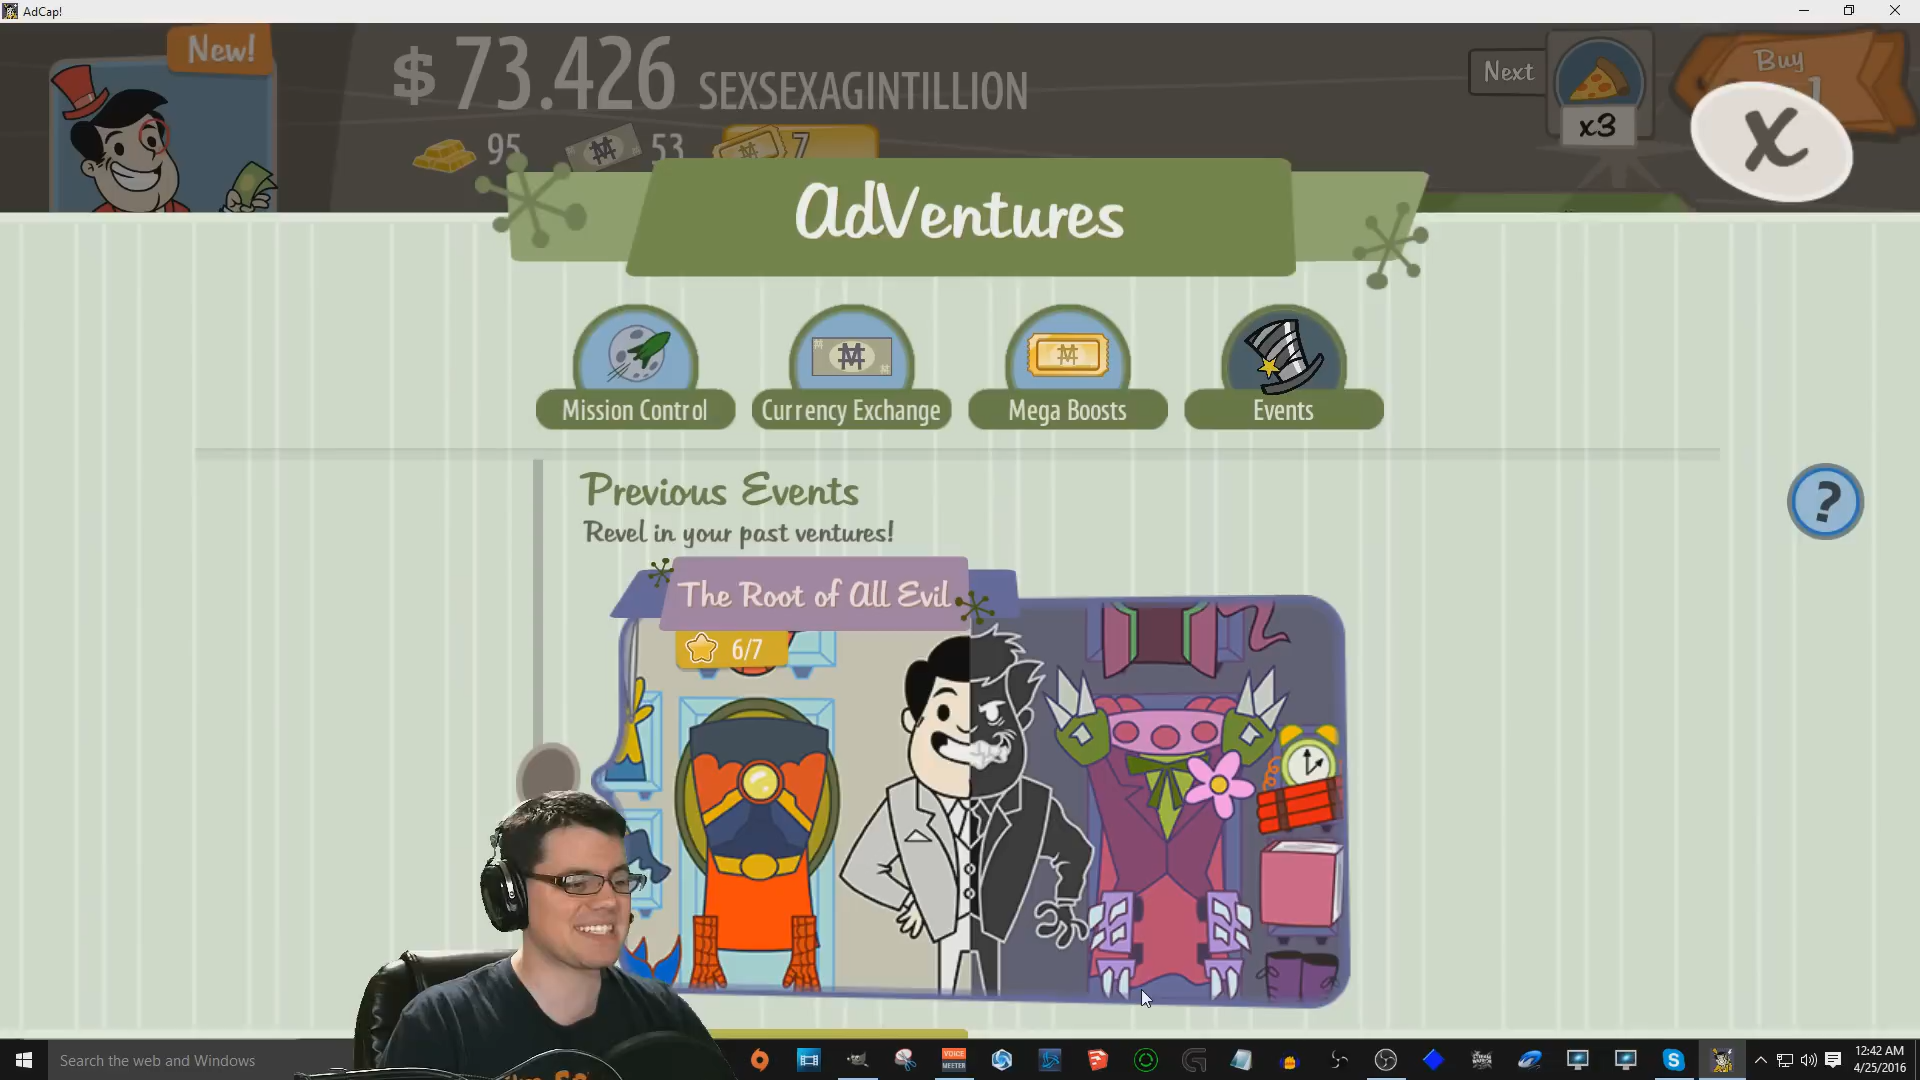 AdCap!
New!
$ 73.426 SEXSEXAGINTILLION
95
53
7
Next
x3
Buy
X
AdVentures
Mission Control
Currency Exchange
Mega Boosts
Events
Previous Events
Revel in your past ventures!
?
The Root of All Evil
6/7
Search the web and Windows
VOICE
MEETER
12:42 AM
4/25/2016